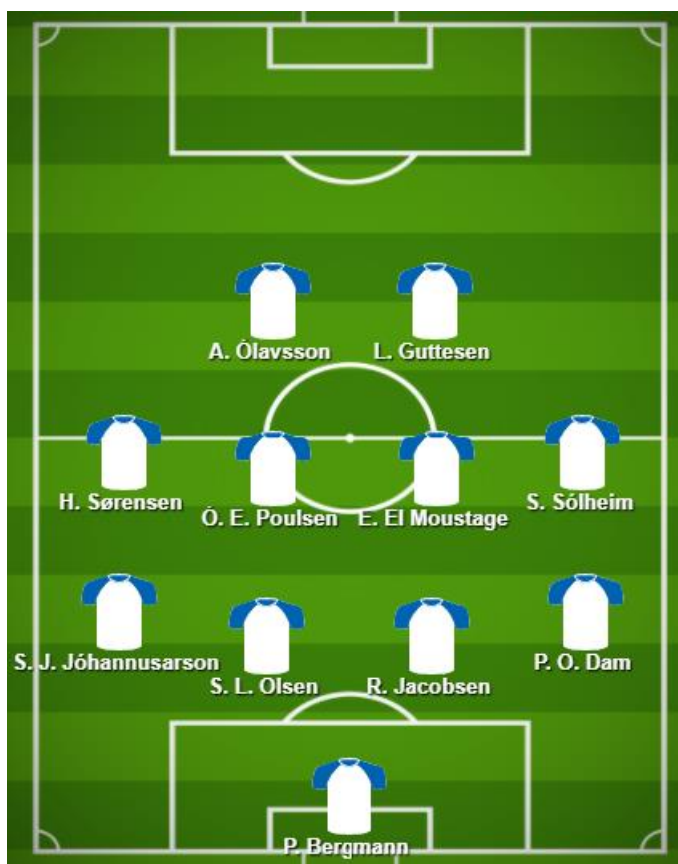 A. Ólavsson
L. Guttesen
H. Sørensen
Ó. E. Poulsen
E. El Moustage
S. Sólheim
S. J. Jóhannusarson
S. L. Olsen
R. Jacobsen
P. O. Dam
P. Bergmann